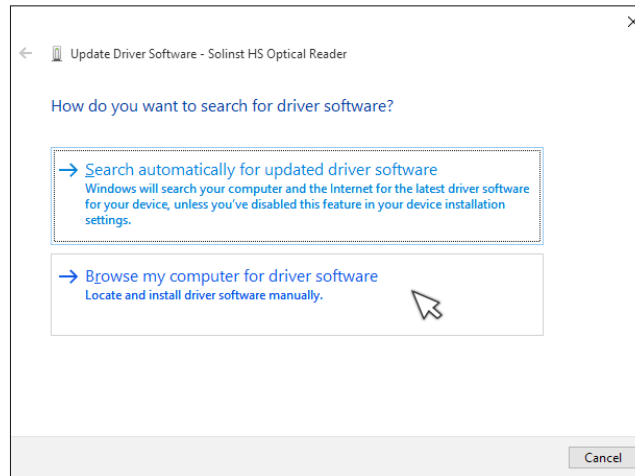 Update Driver Software - Solinst HS Optical Reader
How do you want to search for driver software?
Search automatically for updated driver software
Windows will search your computer and the Internet for the latest driver software
for your device, unless you've disabled this feature in your device installation
settings.
Browse my computer for driver software
Locate and install driver software manually.
Cancel